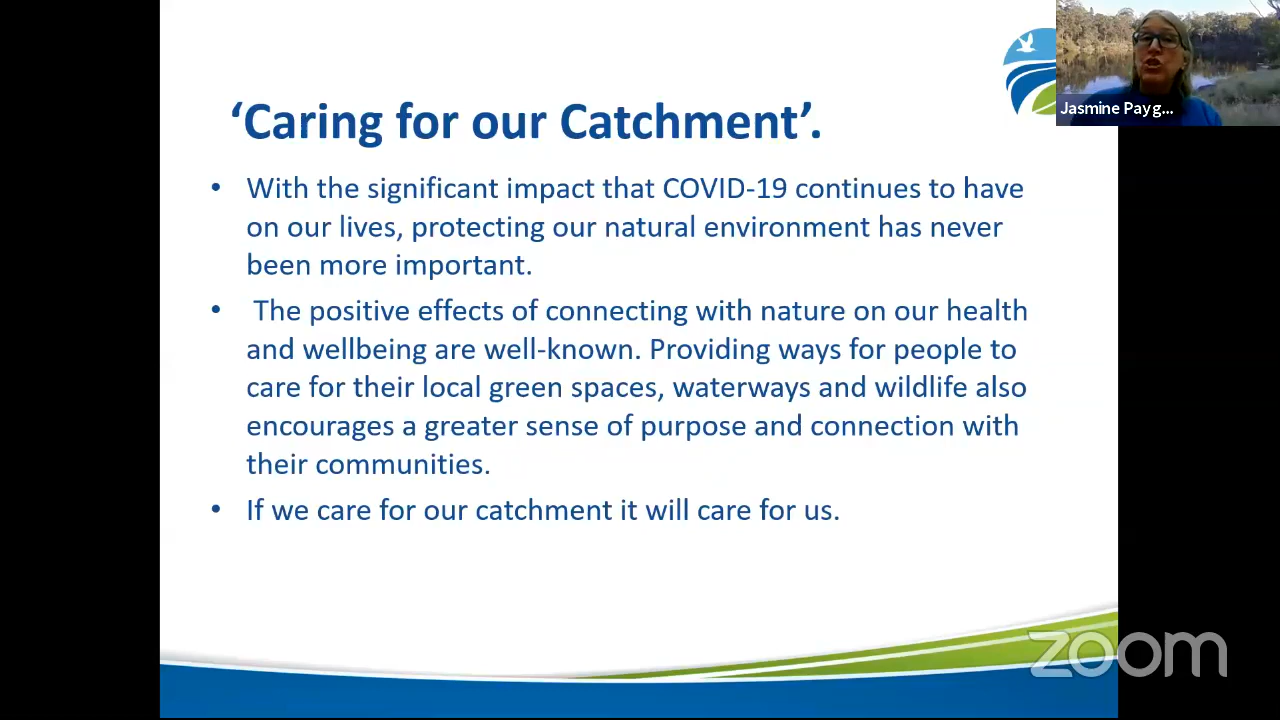 ‘Caring for our Catchment’.
Jasmine Payg...
• With the significant impact that COVID-19 continues to have
on our lives, protecting our natural environment has never
been more important.
• The positive effects of connecting with nature on our health
and wellbeing are well-known. Providing ways for people to
care for their local green spaces, waterways and wildlife also
encourages a greater sense of purpose and connection with
their communities.
• If we care for our catchment it will care for us.
zoom